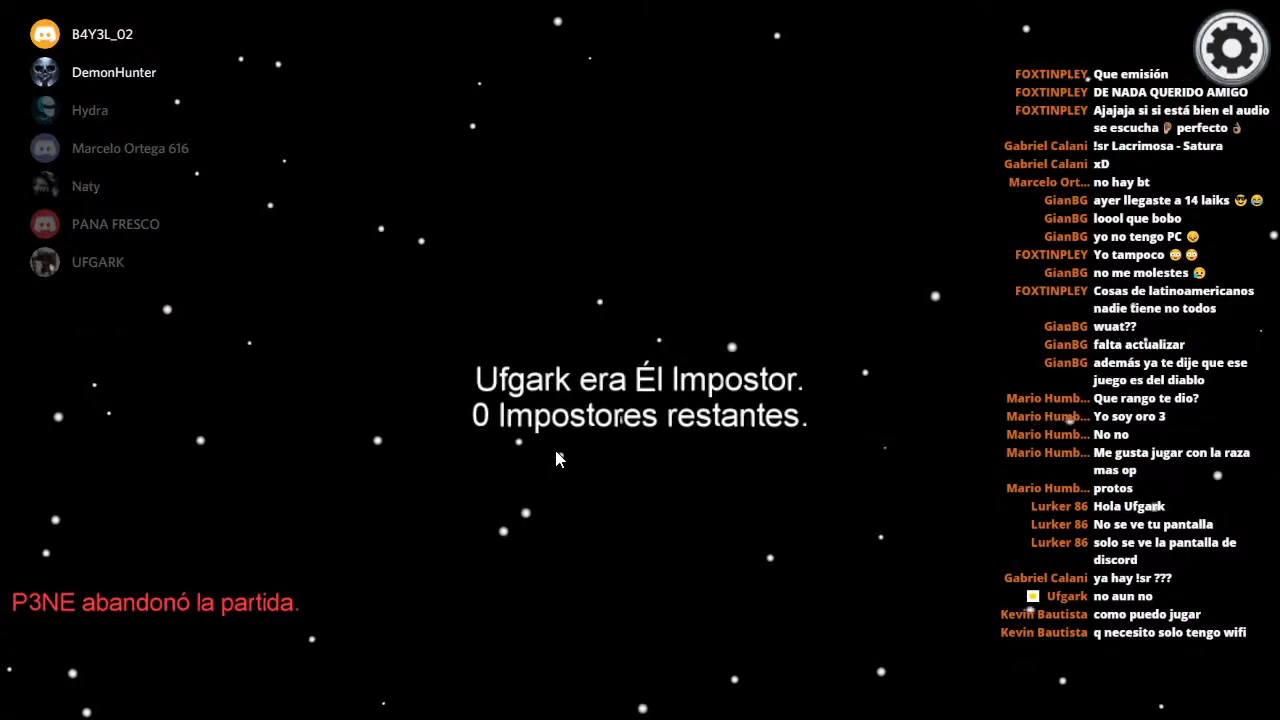 B4Y3L_02
DemonHunter
Hydra
Marcelo Ortega 616
Naty
PANA FRESCO
UFGARK
Ufgark era Él Impostor.
0 Impostores restantes.
P3NE abandonó la partida.
FOXTINPLEY Que emisión
FOXTINPLEY DE NADA QUERIDO AMIGO
FOXTINPLEY Ajajaja si si está bien el audio
se escucha 👂🏽 perfecto 👌🏽
Gabriel Calani !sr Lacrimosa - Satura
Gabriel Calani xD
Marcelo Ort... no hay bt
GianBG ayer llegaste a 14 laiks 😎 😂
GianBG loool que bobo
GianBG yo no tengo PC 😞
FOXTINPLEY Yo tampoco 😳 😳
GianBG no me molestes 😥
FOXTINPLEY Cosas de latinoamericanos
nadie tiene no todos
GianBG wuat??
GianBG falta actualizar
GianBG además ya te dije que ese
juego es del diablo
Mario Humb... Que rango te dio?
Mario Humb... Yo soy oro 3
Mario Humb... No no
Mario Humb... Me gusta jugar con la raza
mas op
Mario Humb... protos
Lurker 86 Hola Ufgark
Lurker 86 No se ve tu pantalla
Lurker 86 solo se ve la pantalla de
discord
Gabriel Calani ya hay !sr ???
Ufgark no aun no
Kevin Bautista como puedo jugar
Kevin Bautista q necesito solo tengo wifi